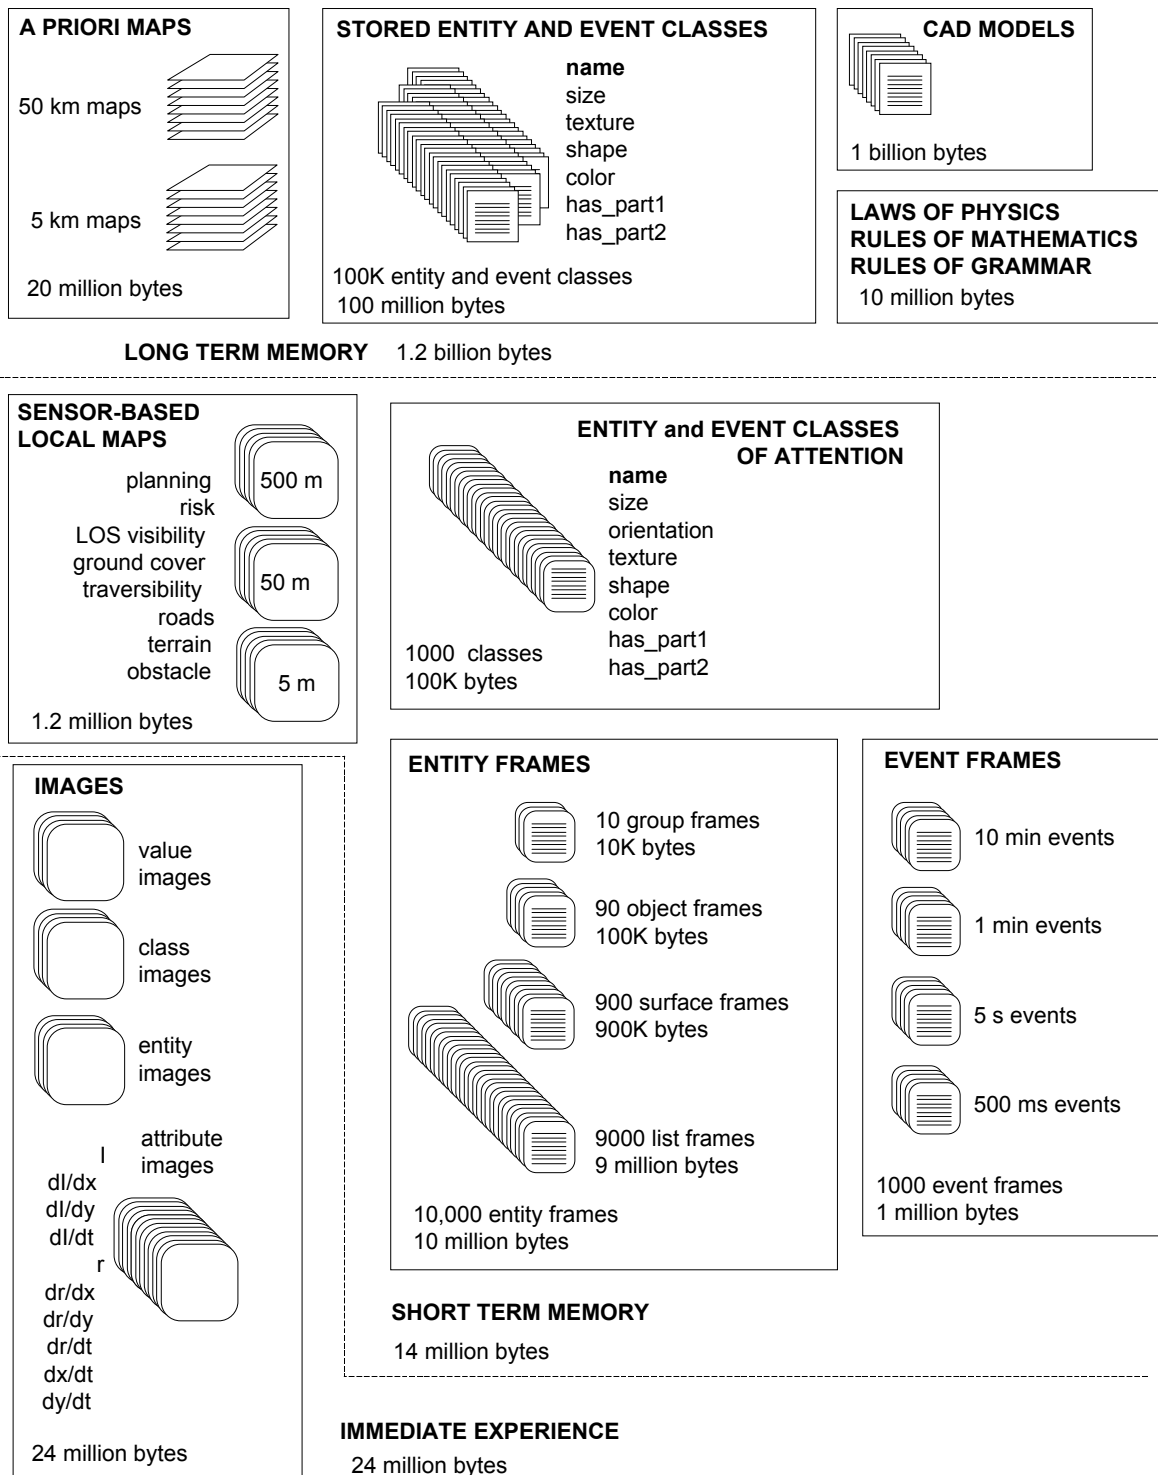 A PRIORI MAPS
50 km maps
5 km maps
20 million bytes
STORED ENTITY AND EVENT CLASSES
name
size
texture
shape
color
has_part1
has_part2
100K entity and event classes
100 million bytes
CAD MODELS
1 billion bytes
LAWS OF PHYSICS
RULES OF MATHEMATICS
RULES OF GRAMMAR
10 million bytes
LONG TERM MEMORY 1.2 billion bytes
SENSOR-BASED
LOCAL MAPS
planning
risk
LOS visibility
ground cover
traversibility
roads
terrain
obstacle
500 m
50 m
5 m
1.2 million bytes
ENTITY and EVENT CLASSES
OF ATTENTION
name
size
orientation
texture
shape
color
has_part1
has_part2
1000 classes
100K bytes
IMAGES
value
images
class
images
entity
images
attribute
images
I
dI/dx
dI/dy
dI/dt
r
dr/dx
dr/dy
dr/dt
dx/dt
dy/dt
24 million bytes
ENTITY FRAMES
10 group frames
10K bytes
90 object frames
100K bytes
900 surface frames
900K bytes
9000 list frames
9 million bytes
10,000 entity frames
10 million bytes
EVENT FRAMES
10 min events
1 min events
5 s events
500 ms events
1000 event frames
1 million bytes
SHORT TERM MEMORY
14 million bytes
IMMEDIATE EXPERIENCE
24 million bytes